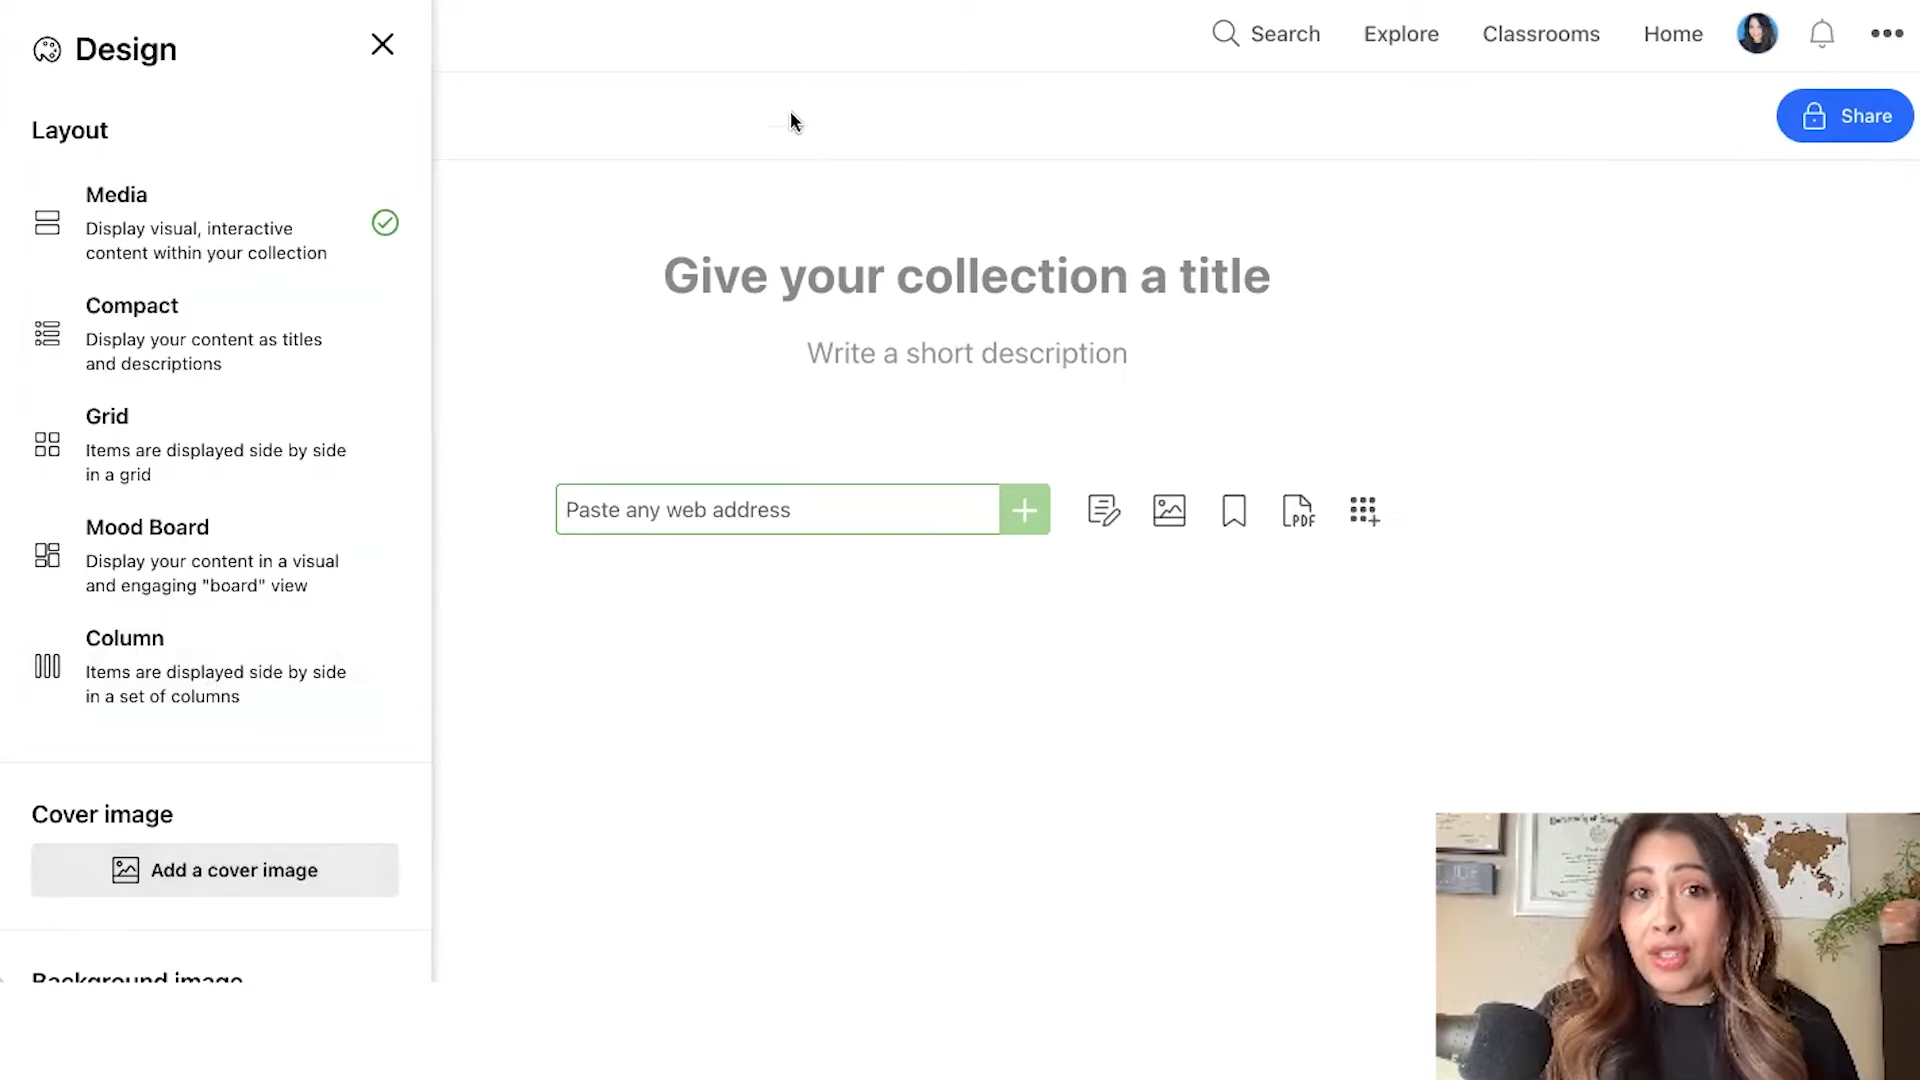 Design
Search
Explore
Classrooms
Home
Share
Layout
Media
Display visual, interactive
content within your collection
Compact
Display your content as titles
and descriptions
Grid
Items are displayed side by side
in a grid
Mood Board
Display your content in a visual
and engaging "board" view
Column
Items are displayed side by side
in a set of columns
Cover image
Add a cover image
Background image
Give your collection a title
Write a short description
Paste any web address
PDF